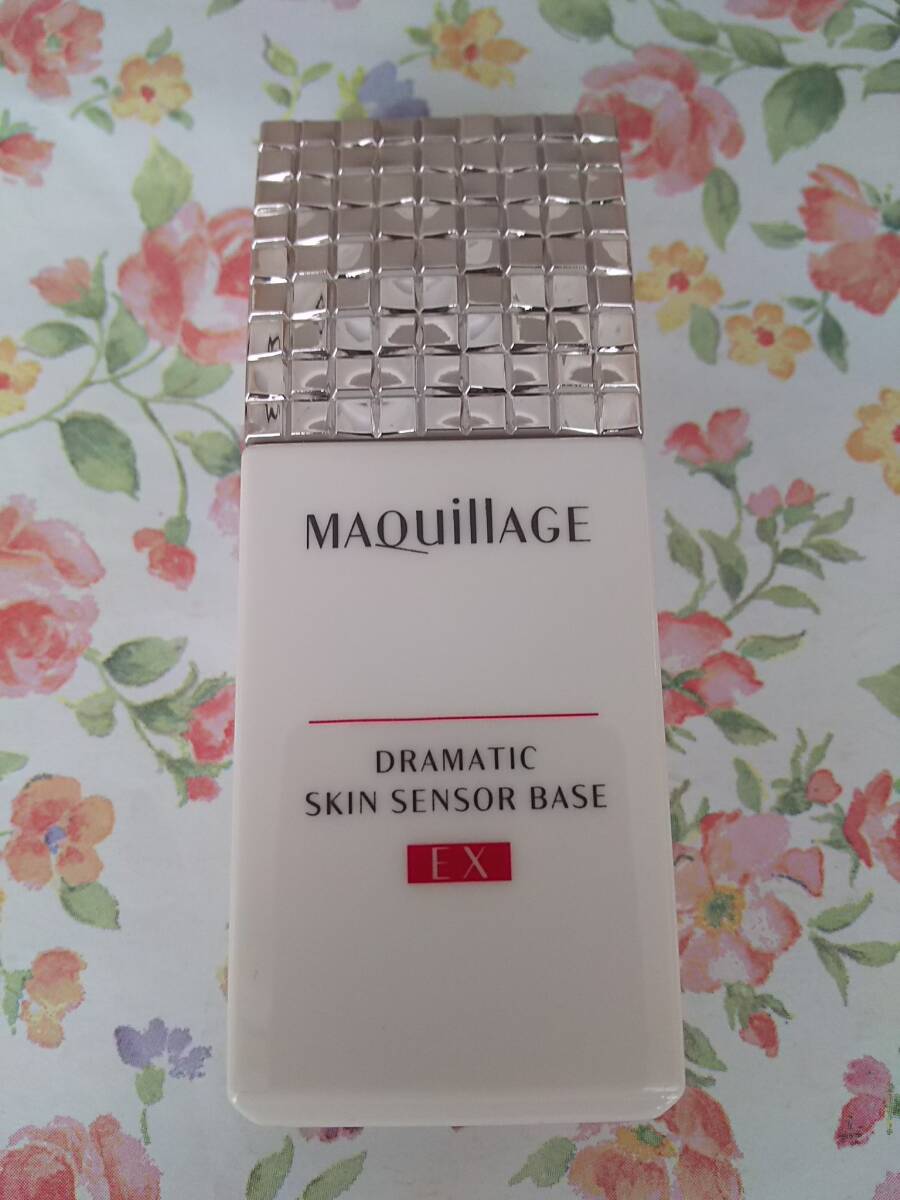 MAQuillAGE
DRAMATIC
SKIN SENSOR BASE
EX